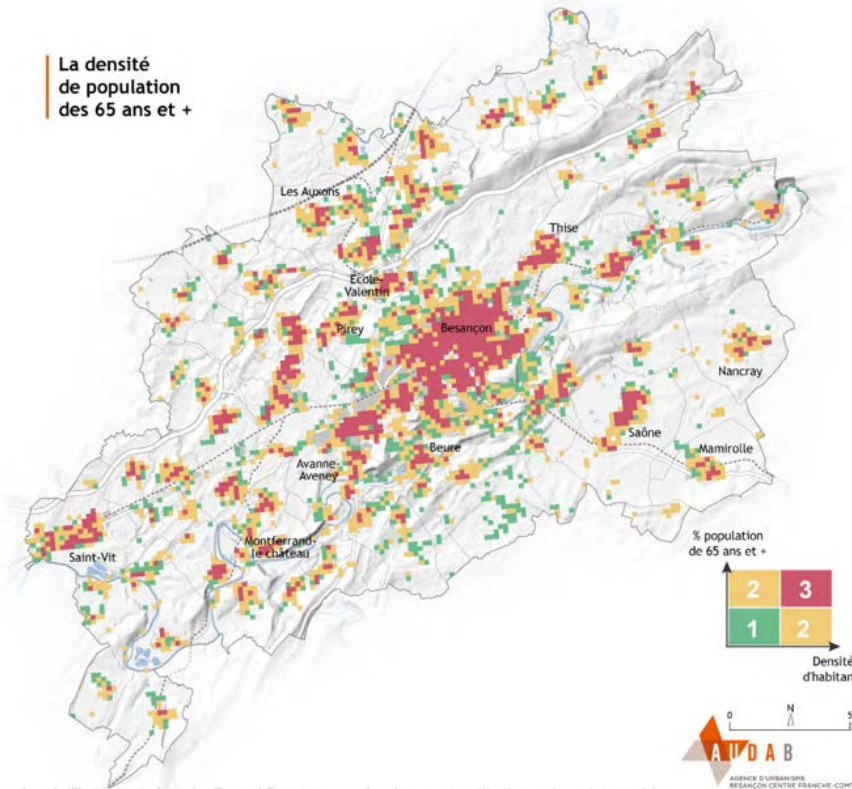 La densité
de population
des 65 ans et +
Les Auxons
Thise
École-
Valentin
Pirey
Besançon
Nancray
Saône
Beure
Mamirolle
Avanne-
Aveney
Montferrand-
le château
Saint-Vit
% population
de 65 ans et +
2 3
1 2
Densité
d'habitan
N
0 5
AUDAB
AGENCE D'URBANISME
BESANÇON CENTRE FRANCHE-COMT